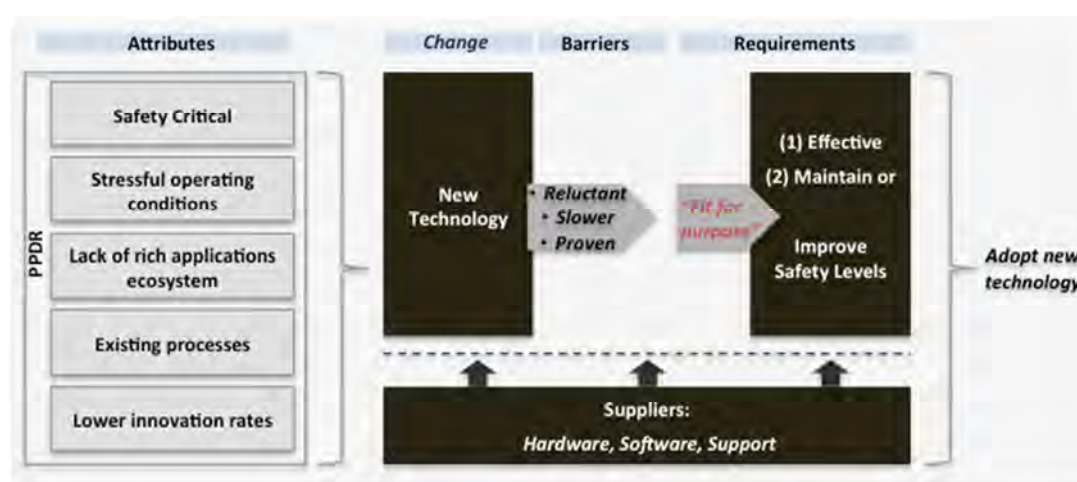 Attributes
Change
Barriers
Requirements
PPDR
Safety Critical
Stressful operating
conditions
Lack of rich applications
ecosystem
Existing processes
Lower innovation rates
New
Technology
• Reluctant
• Slower
• Proven
"Fit for
purpose"
(1) Effective
(2) Maintain or
Improve
Safety Levels
Adopt new
technology
Suppliers:
Hardware, Software, Support